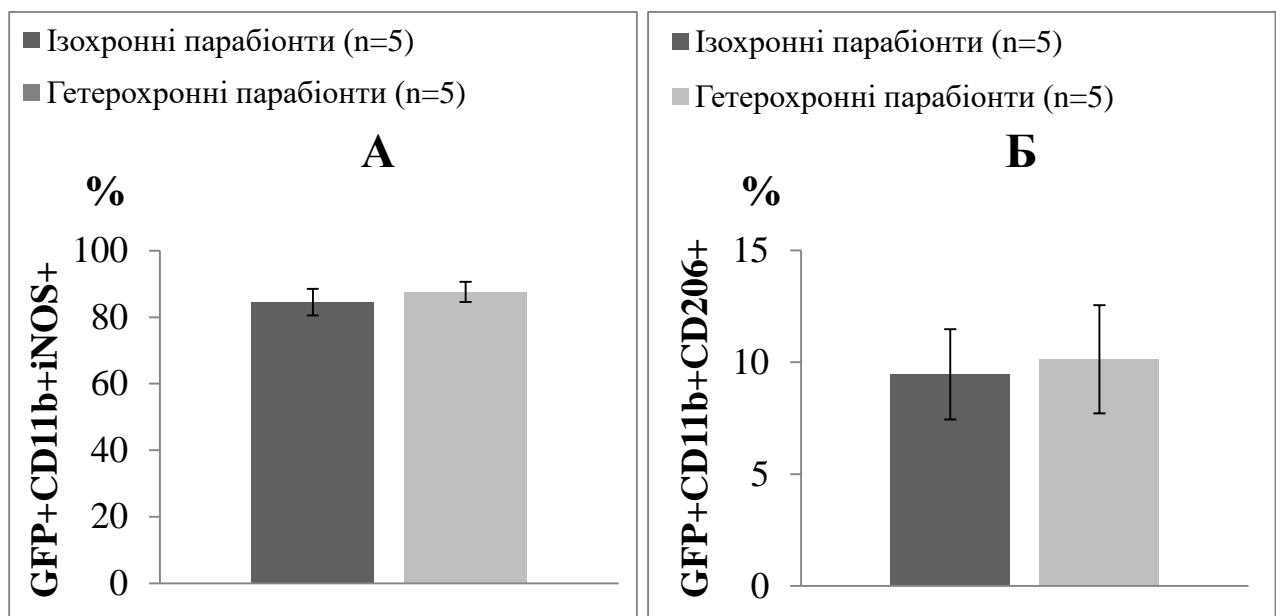 Ізохронні парабіонти (n=5)
Гетерохронні парабіонти (n=5)
А
%
GFP+CD11b+iNOS+
100
80
60
40
20
0
Ізохронні парабіонти (n=5)
Гетерохронні парабіонти (n=5)
Б
%
GFP+CD11b+CD206+
15
10
5
0